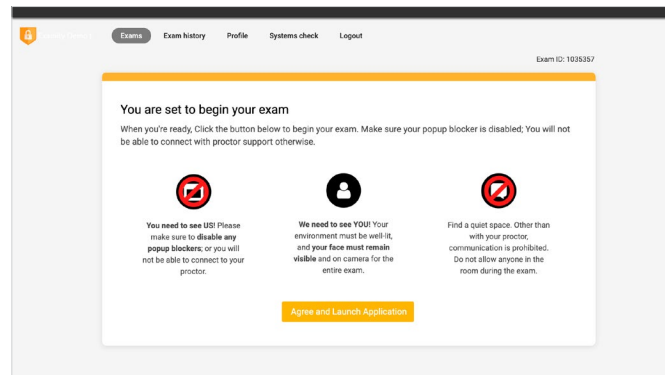 Exams Exam history Profile Systems check Logout
Exam ID: 1035357
You are set to begin your exam
When you're ready, Click the button below to begin your exam. Make sure your popup blocker is disabled; You will not
be able to connect with proctor support otherwise.
You need to see US! Please
make sure to disable any
popup blockers; or you will
not be able to connect to your
proctor.
We need to see YOU! Your
environment must be well-lit,
and your face must remain
visible and on camera for the
entire exam.
Find a quiet space. Other than
with your proctor,
communication is prohibited.
Do not allow anyone in the
room during the exam.
Agree and Launch Application